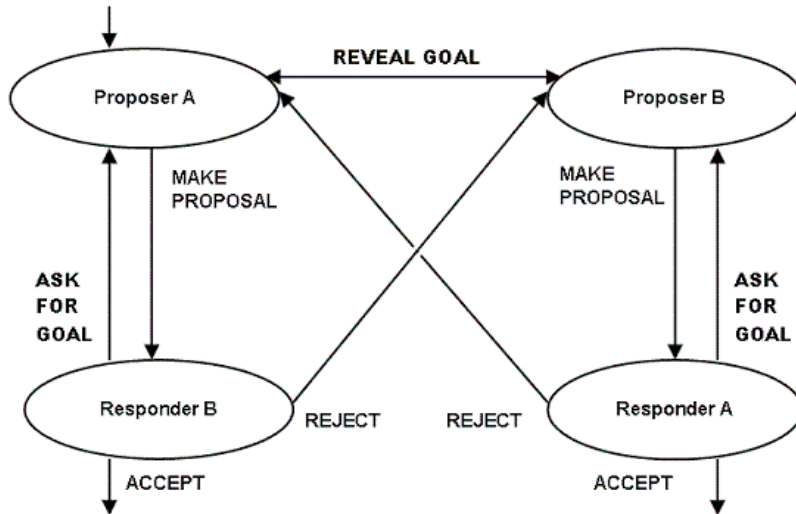 REVEAL GOAL
Proposer A
Proposer B
MAKE
PROPOSAL
MAKE
PROPOSAL
ASK
FOR
GOAL
ASK
FOR
GOAL
Responder B
REJECT
REJECT
Responder A
ACCEPT
ACCEPT